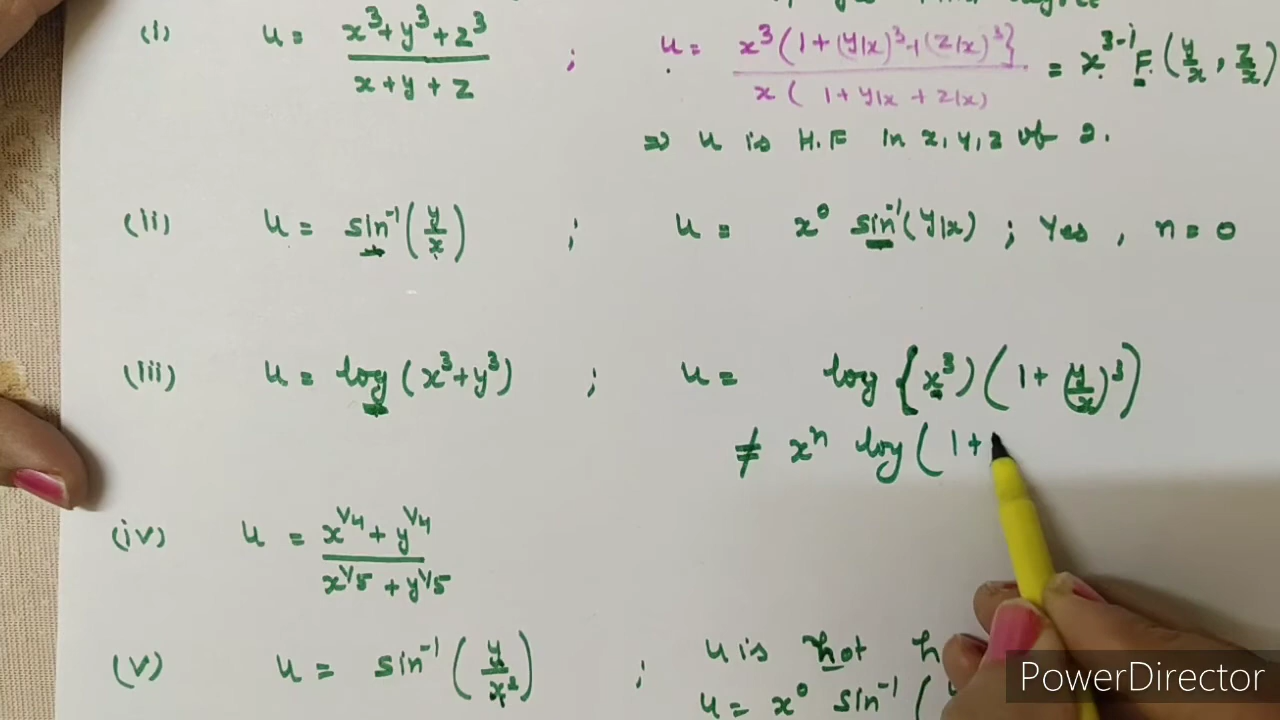 (i) u = x³ + y³ + z³ / x + y + z ; u = x³ (1 + (y/x)³ + (z/x)³} / x ( 1 + y/x + z/x) = x³⁻¹ F (y/x , z/x)
⇒ u is H.F in x, y, z of 2.
(ii) u = sin⁻¹ (y/x) ; u = x⁰ sin⁻¹ (y/x) ; Yes , n = 0
(iii) u = log (x³ + y³) ; u = log {x³) (1 + (y/x)³)
≠ xⁿ log ( 1 +
(iv) u = x^1/4 + y^1/4 / x^1/5 + y^1/5
(v) u = sin⁻¹ (y/x²) ; u is not h
u = x⁰ sin⁻¹ (
PowerDirector